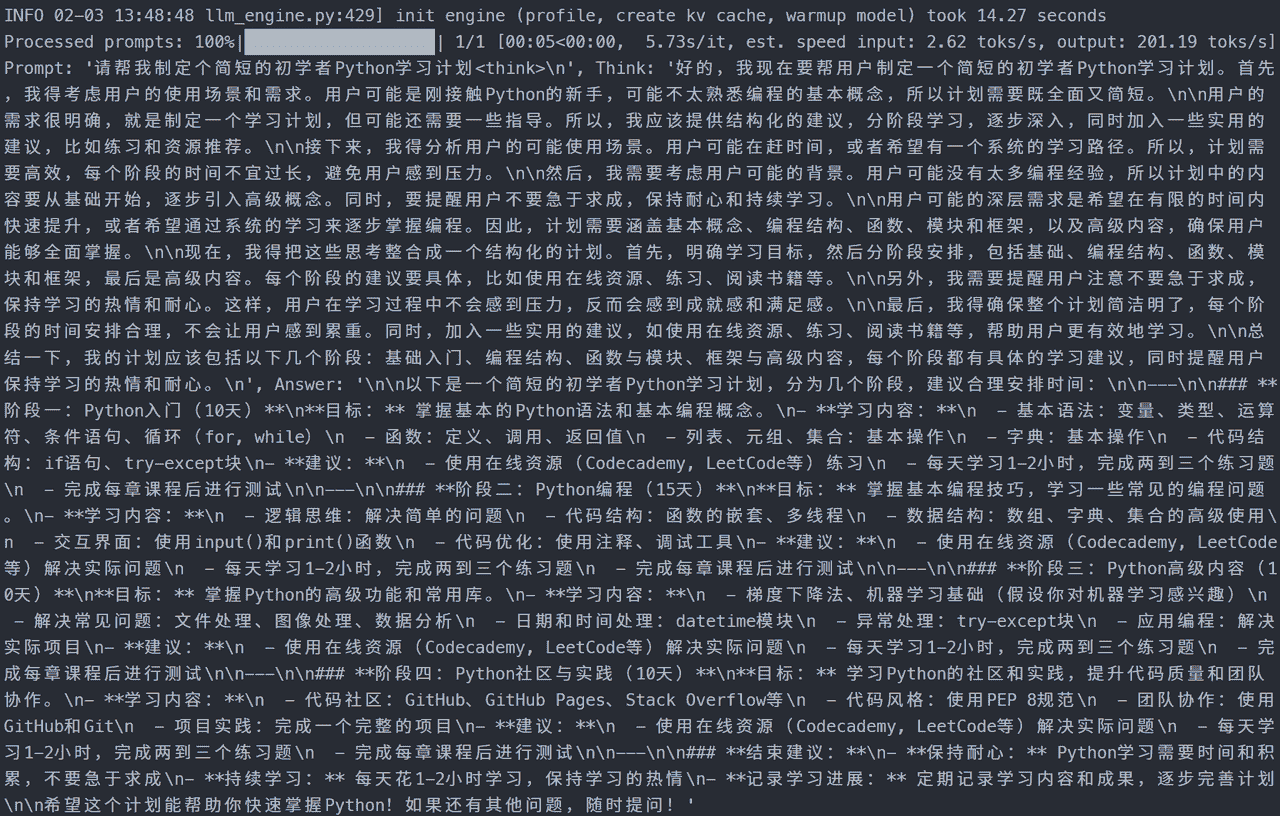 INFO 02-03 13:48:48 llm_engine.py:429] init engine (profile, create kv cache, warmup model) took 14.27 seconds
Processed prompts: 100%|██████████████████| 1/1 [00:05<00:00,  5.73s/it, est. speed input: 2.62 toks/s, output: 201.19 toks/s]
Prompt: '请帮我制定个简短的初学者Python学习计划<think>\n', Think: '好的，我现在要帮用户制定一个简短的初学者Python学习计划。首先
，我得考虑用户的使用场景和需求。用户可能是刚接触Python的新手，可能不太熟悉编程的基本概念，所以计划需要既全面又简短。\n\n用户的
需求很明确，就是制定一个学习计划，但可能还需要一些指导。所以，我应该提供结构化的建议，分阶段学习，逐步深入，同时加入一些实用的
建议，比如练习和资源推荐。\n\n接下来，我得分析用户的可能使用场景。用户可能在赶时间，或者希望有一个系统的学习路径。所以，计划需
要高效，每个阶段的时间不宜过长，避免用户感到压力。\n\n然后，我需要考虑用户可能的背景。用户可能没有太多编程经验，所以计划中的内
容要从基础开始，逐步引入高级概念。同时，要提醒用户不要急于求成，保持耐心和持续学习。\n\n用户可能的深层需求是希望在有限的时间内
快速提升，或者希望通过系统的学习来逐步掌握编程。因此，计划需要涵盖基本概念、编程结构、函数、模块和框架，以及高级内容，确保用户
能够全面掌握。\n\n现在，我得把这些思考整合成一个结构化的计划。首先，明确学习目标，然后分阶段安排，包括基础、编程结构、函数、模
块和框架，最后是高级内容。每个阶段的建议要具体，比如使用在线资源、练习、阅读书籍等。\n\n另外，我需要提醒用户注意不要急于求成，
保持学习的热情和耐心。这样，用户在学习过程中不会感到压力，反而会感到成就感和满足感。\n\n最后，我得确保整个计划简洁明了，每个阶
段的时间安排合理，不会让用户感到累重。同时，加入一些实用的建议，如使用在线资源、练习、阅读书籍等，帮助用户更有效地学习。\n\n总
结一下，我的计划应该包括以下几个阶段：基础入门、编程结构、函数与模块、框架与高级内容，每个阶段都有具体的学习建议，同时提醒用户
保持学习的热情和耐心。\n', Answer: '\n\n以下是一个简短的初学者Python学习计划，分为几个阶段，建议合理安排时间：\n\n---\n\n### **
阶段一：Python入门（10天）**\n**目标：** 掌握基本的Python语法和基本编程概念。\n- **学习内容：**\n  - 基本语法：变量、类型、运算
符、条件语句、循环（for, while）\n  - 函数：定义、调用、返回值\n  - 列表、元组、集合：基本操作\n  - 字典：基本操作\n  - 代码结
构：if语句、try-except块\n- **建议：**\n  - 使用在线资源（Codecademy, LeetCode等）练习\n  - 每天学习1-2小时，完成两到三个练习题
\n  - 完成每章课程后进行测试\n\n---\n\n### **阶段二：Python编程（15天）**\n**目标：** 掌握基本编程技巧，学习一些常见的编程问题
。\n- **学习内容：**\n  - 逻辑思维：解决简单的问题\n  - 代码结构：函数的嵌套、多线程\n  - 数据结构：数组、字典、集合的高级使用\
n  - 交互界面：使用input()和print()函数\n  - 代码优化：使用注释、调试工具\n- **建议：**\n  - 使用在线资源（Codecademy, LeetCode
等）解决实际问题\n  - 每天学习1-2小时，完成两到三个练习题\n  - 完成每章课程后进行测试\n\n---\n\n### **阶段三：Python高级内容（1
0天）**\n**目标：** 掌握Python的高级功能和常用库。\n- **学习内容：**\n  - 梯度下降法、机器学习基础（假设你对机器学习感兴趣）\n
 - 解决常见问题：文件处理、图像处理、数据分析\n  - 日期和时间处理：datetime模块\n  - 异常处理：try-except块\n  - 应用编程：解决
实际项目\n- **建议：**\n  - 使用在线资源（Codecademy, LeetCode等）解决实际问题\n  - 每天学习1-2小时，完成两到三个练习题\n  - 完
成每章课程后进行测试\n\n---\n\n### **阶段四：Python社区与实践（10天）**\n**目标：** 学习Python的社区和实践，提升代码质量和团队
协作。\n- **学习内容：**\n  - 代码社区：GitHub、GitHub Pages、Stack Overflow等\n  - 代码风格：使用PEP 8规范\n  - 团队协作：使用
GitHub和Git\n  - 项目实践：完成一个完整的项目\n- **建议：**\n  - 使用在线资源（Codecademy, LeetCode等）解决实际问题\n  - 每天学
习1-2小时，完成两到三个练习题\n  - 完成每章课程后进行测试\n\n---\n\n### **结束建议：**\n- **保持耐心：** Python学习需要时间和积
累，不要急于求成\n- **持续学习：** 每天花1-2小时学习，保持学习的热情\n- **记录学习进展：** 定期记录学习内容和成果，逐步完善计划
\n\n希望这个计划能帮助你快速掌握Python！如果还有其他问题，随时提问！'